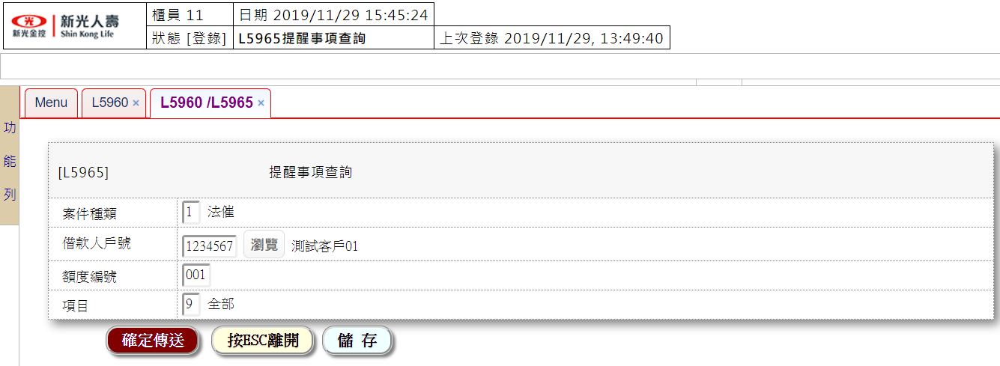 新光金控 新光人壽 Shin Kong Life
櫃員 11 日期 2019/11/29 15:45:24
狀態 [登錄] L5965提醒事項查詢 上次登錄 2019/11/29, 13:49:40
功能列
Menu L5960 × L5960 /L5965 ×
[L5965] 提醒事項查詢
案件種類 1 法催
借款人戶號 1234567 瀏覽 測試客戶01
額度編號 001
項目 9 全部
確定傳送 按ESC離開 儲 存